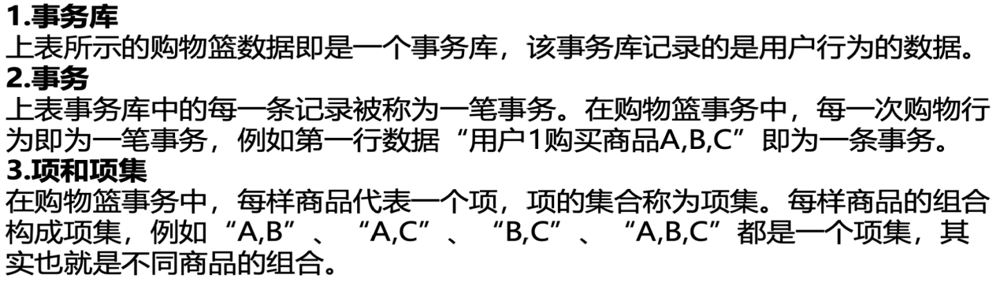 1.事务库
上表所示的购物篮数据即是一个事务库，该事务库记录的是用户行为的数据。
2.事务
上表事务库中的每一条记录被称为一笔事务。在购物篮事务中，每一次购物行
为即为一笔事务，例如第一行数据“用户1购买商品A,B,C”即为一条事务。
3.项和项集
在购物篮事务中，每样商品代表一个项，项的集合称为项集。每样商品的组合
构成项集，例如“A,B”、“A,C”、“B,C”、“A,B,C”都是一个项集，其
实也就是不同商品的组合。